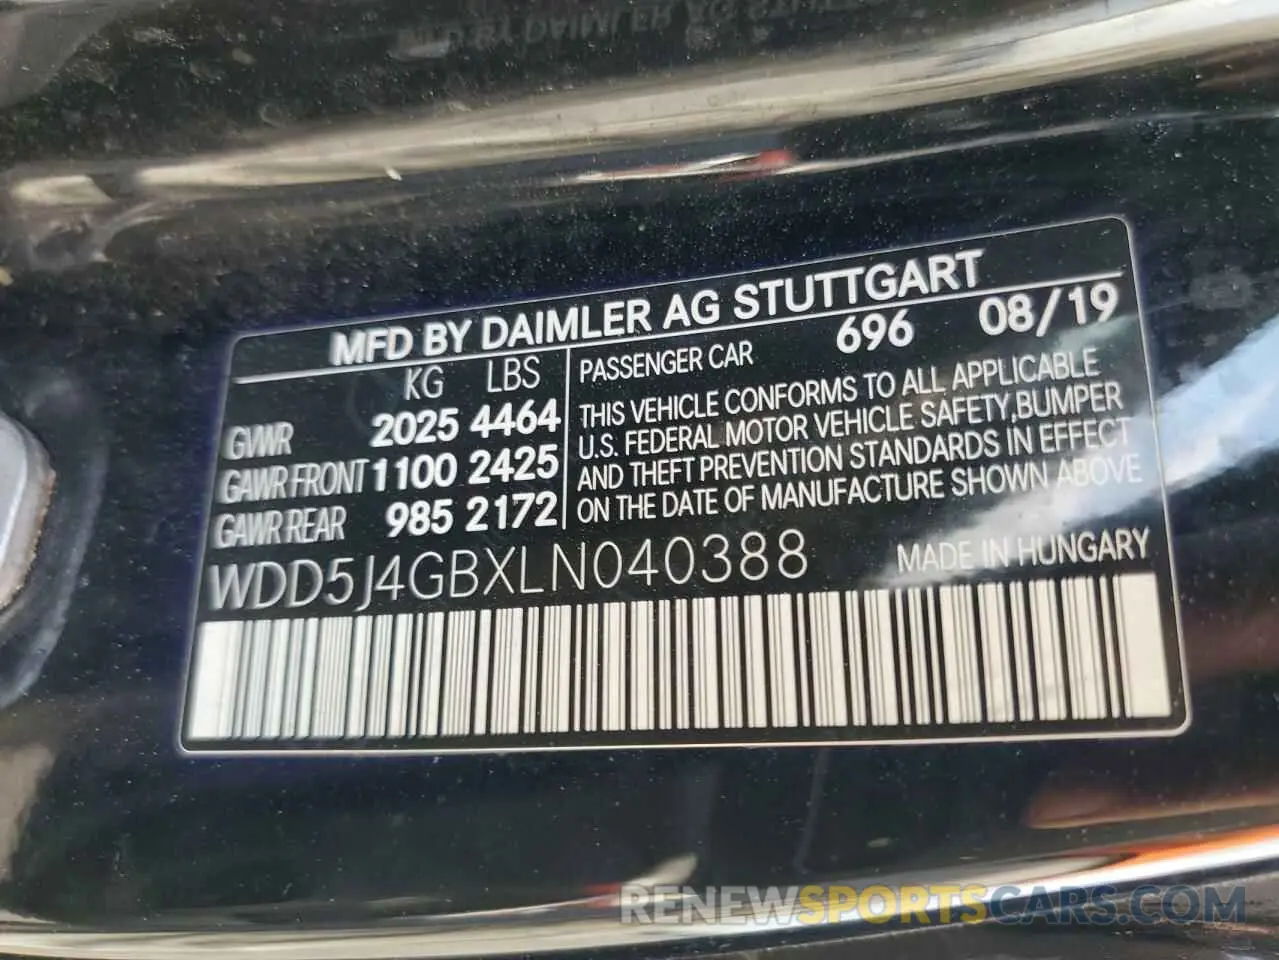 MFD BY DAIMLER AG STUTTGART
KG LBS
GVWR 2025 4464
GAWR FRONT 1100 2425
GAWR REAR 985 2172
PASSENGER CAR 696 08/19
THIS VEHICLE CONFORMS TO ALL APPLICABLE
U.S. FEDERAL MOTOR VEHICLE SAFETY,BUMPER
AND THEFT PREVENTION STANDARDS IN EFFECT
ON THE DATE OF MANUFACTURE SHOWN ABOVE
WDD5J4GBXLN040388 MADE IN HUNGARY
RENEWSPORTSCARS.COM